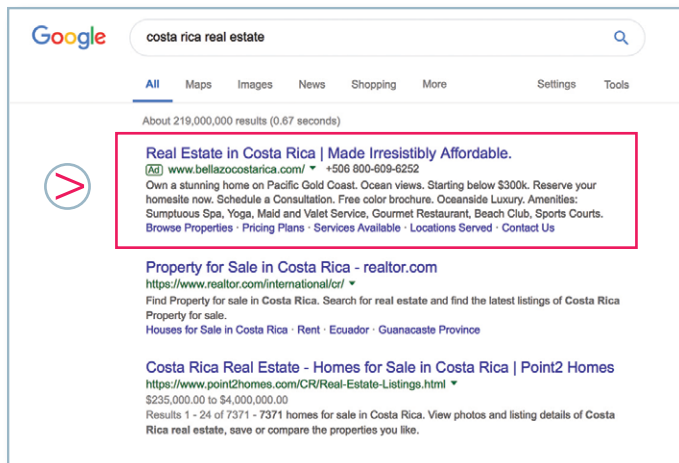 Google
costa rica real estate
All Maps Images News Shopping More Settings Tools
About 219,000,000 results (0.67 seconds)
Real Estate in Costa Rica | Made Irresistibly Affordable.
Ad www.bellazocostarica.com/ +506 800-609-6252
Own a stunning home on Pacific Gold Coast. Ocean views. Starting below $300k. Reserve your
homesite now. Schedule a Consultation. Free color brochure. Oceanside Luxury. Amenities:
Sumptuous Spa, Yoga, Maid and Valet Service, Gourmet Restaurant, Beach Club, Sports Courts.
Browse Properties · Pricing Plans · Services Available · Locations Served · Contact Us
Property for Sale in Costa Rica - realtor.com
https://www.realtor.com/international/cr/
Find Property for sale in Costa Rica. Search for real estate and find the latest listings of Costa Rica
Property for sale.
Houses for Sale in Costa Rica · Rent · Ecuador · Guanacaste Province
Costa Rica Real Estate - Homes for Sale in Costa Rica | Point2 Homes
https://www.point2homes.com/CR/Real-Estate-Listings.html
$235,000.00 to $4,000,000.00
Results 1 - 24 of 7371 - 7371 homes for sale in Costa Rica. View photos and listing details of Costa
Rica real estate, save or compare the properties you like.